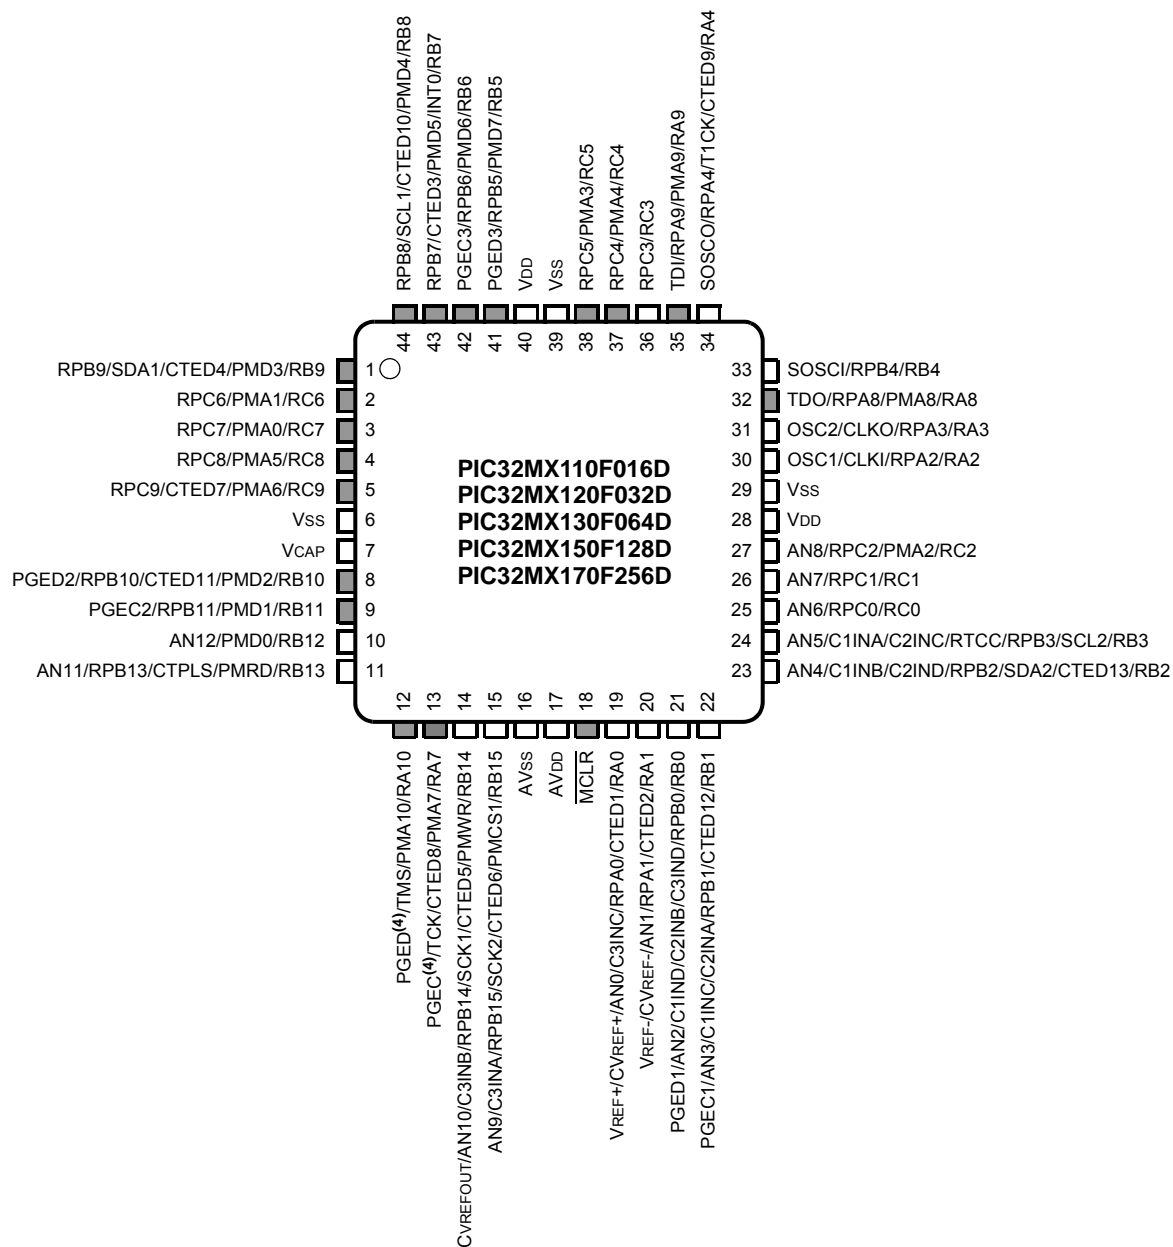 RPB8/SCL1/CTED10/PMD4/RB8
RPB7/CTED3/PMD5/INT0/RB7
PGEC3/RPB6/PMD6/RB6
PGED3/RPB5/PMD7/RB5
VDD
VSS
RPC5/PMA3/RC5
RPC4/PMA4/RC4
RPC3/RC3
TDI/RPA9/PMA9/RA9
SOSCO/RPA4/T1CK/CTED9/RA4
44 43 42 41 40 39 38 37 36 35 34
RPB9/SDA1/CTED4/PMD3/RB9 1
RPC6/PMA1/RC6 2
RPC7/PMA0/RC7 3
RPC8/PMA5/RC8 4
RPC9/CTED7/PMA6/RC9 5
VSS 6
VCAP 7
PGED2/RPB10/CTED11/PMD2/RB10 8
PGEC2/RPB11/PMD1/RB11 9
AN12/PMD0/RB12 10
AN11/RPB13/CTPLS/PMRD/RB13 11
PIC32MX110F016D
PIC32MX120F032D
PIC32MX130F064D
PIC32MX150F128D
PIC32MX170F256D
33 SOSCI/RPB4/RB4
32 TDO/RPA8/PMA8/RA8
31 OSC2/CLKO/RPA3/RA3
30 OSC1/CLKI/RPA2/RA2
29 VSS
28 VDD
27 AN8/RPC2/PMA2/RC2
26 AN7/RPC1/RC1
25 AN6/RPC0/RC0
24 AN5/C1INA/C2INC/RTCC/RPB3/SCL2/RB3
23 AN4/C1INB/C2IND/RPB2/SDA2/CTED13/RB2
12 13 14 15 16 17 18 19 20 21 22
PGED(4)/TMS/PMA10/RA10
PGEC(4)/TCK/CTED8/PMA7/RA7
CVREFOUT/AN10/C3INB/RPB14/SCK1/CTED5/PMWR/RB14
AN9/C3INA/RPB15/SCK2/CTED6/PMCS1/RB15
AVSS
AVDD
MCLR
VREF+/CVREF+/AN0/C3INC/RPA0/CTED1/RA0
VREF-/CVREF-/AN1/RPA1/CTED2/RA1
PGED1/AN2/C1IND/C2INB/C3IND/RPB0/RB0
PGEC1/AN3/C1INC/C2INA/RPB1/CTED12/RB1